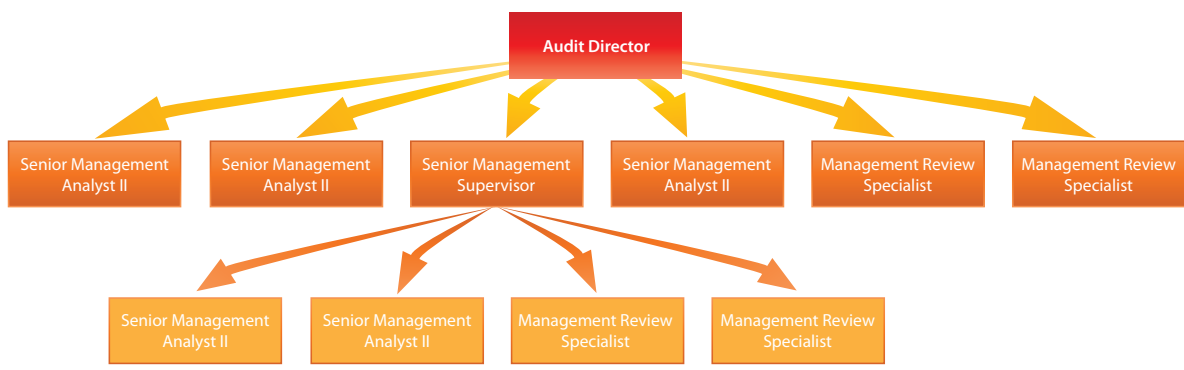 Audit Director
Senior Management
Analyst II
Senior Management
Analyst II
Senior Management
Supervisor
Senior Management
Analyst II
Management Review
Specialist
Management Review
Specialist
Senior Management
Analyst II
Senior Management
Analyst II
Management Review
Specialist
Management Review
Specialist